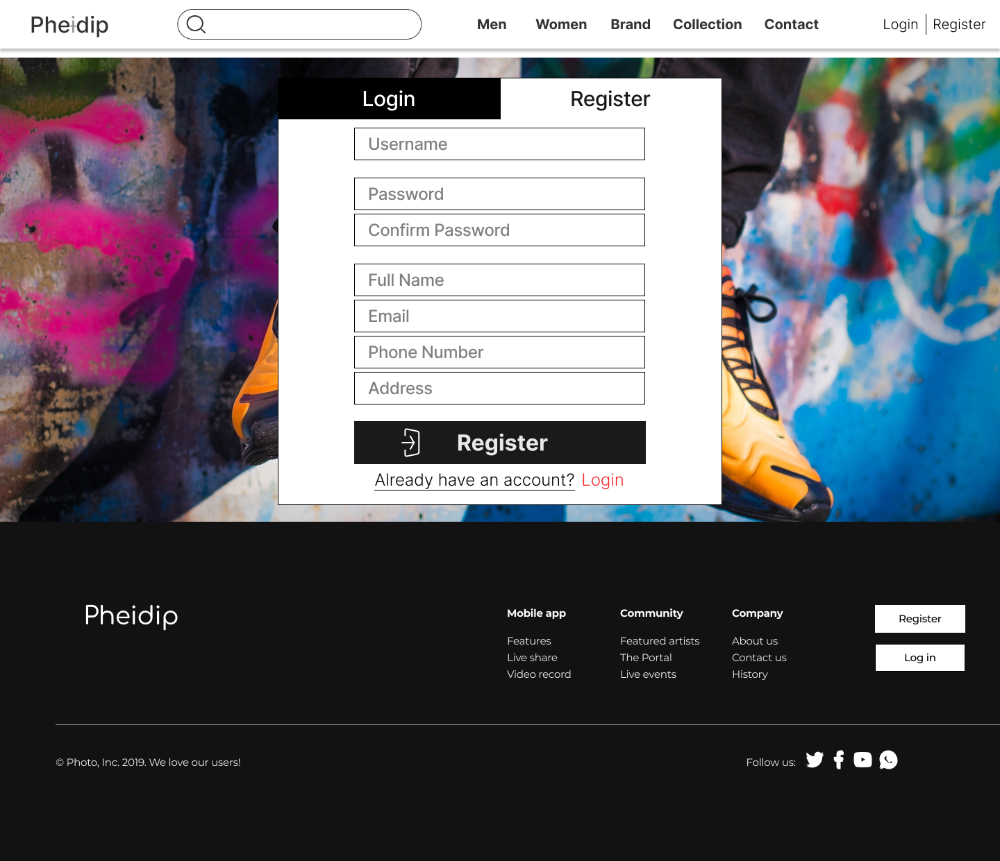 Pheidip
Men Women Brand Collection Contact
Login Register
Login Register
Username
Password
Confirm Password
Full Name
Email
Phone Number
Address
Register
Already have an account? Login
Pheidip
Mobile app
Features
Live share
Video record
Community
Featured artists
The Portal
Live events
Company
About us
Contact us
History
Register
Log in
© Photo, Inc. 2019. We love our users!
Follow us: